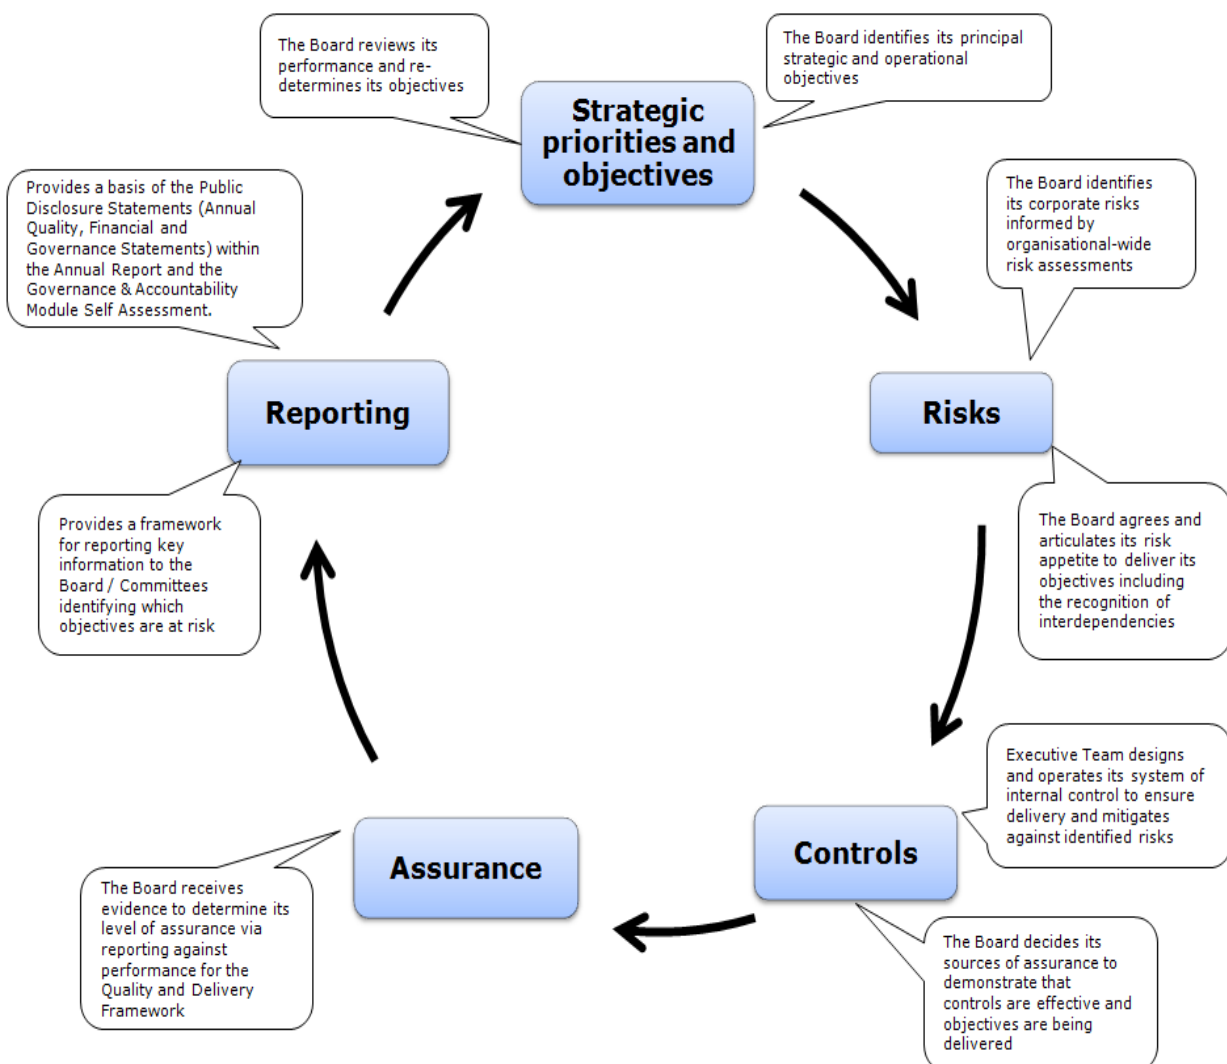 The Board reviews its
performance and re-
determines its objectives
The Board identifies its principal
strategic and operational
objectives
Strategic
priorities and
objectives
Provides a basis of the Public
Disclosure Statements (Annual
Quality, Financial and
Governance Statements) within
the Annual Report and the
Governance & Accountability
Module Self Assessment.
The Board identifies
its corporate risks
informed by
organisational-wide
risk assessments
Reporting
Risks
Provides a framework
for reporting key
information to the
Board / Committees
identifying which
objectives are at risk
The Board agrees and
articulates its risk
appetite to deliver its
objectives including
the recognition of
interdependencies
Executive Team designs
and operates its system of
internal control to ensure
delivery and mitigates
against identified risks
Assurance
Controls
The Board receives
evidence to determine its
level of assurance via
reporting against
performance for the
Quality and Delivery
Framework
The Board decides its
sources of assurance to
demonstrate that
controls are effective and
objectives are being
delivered